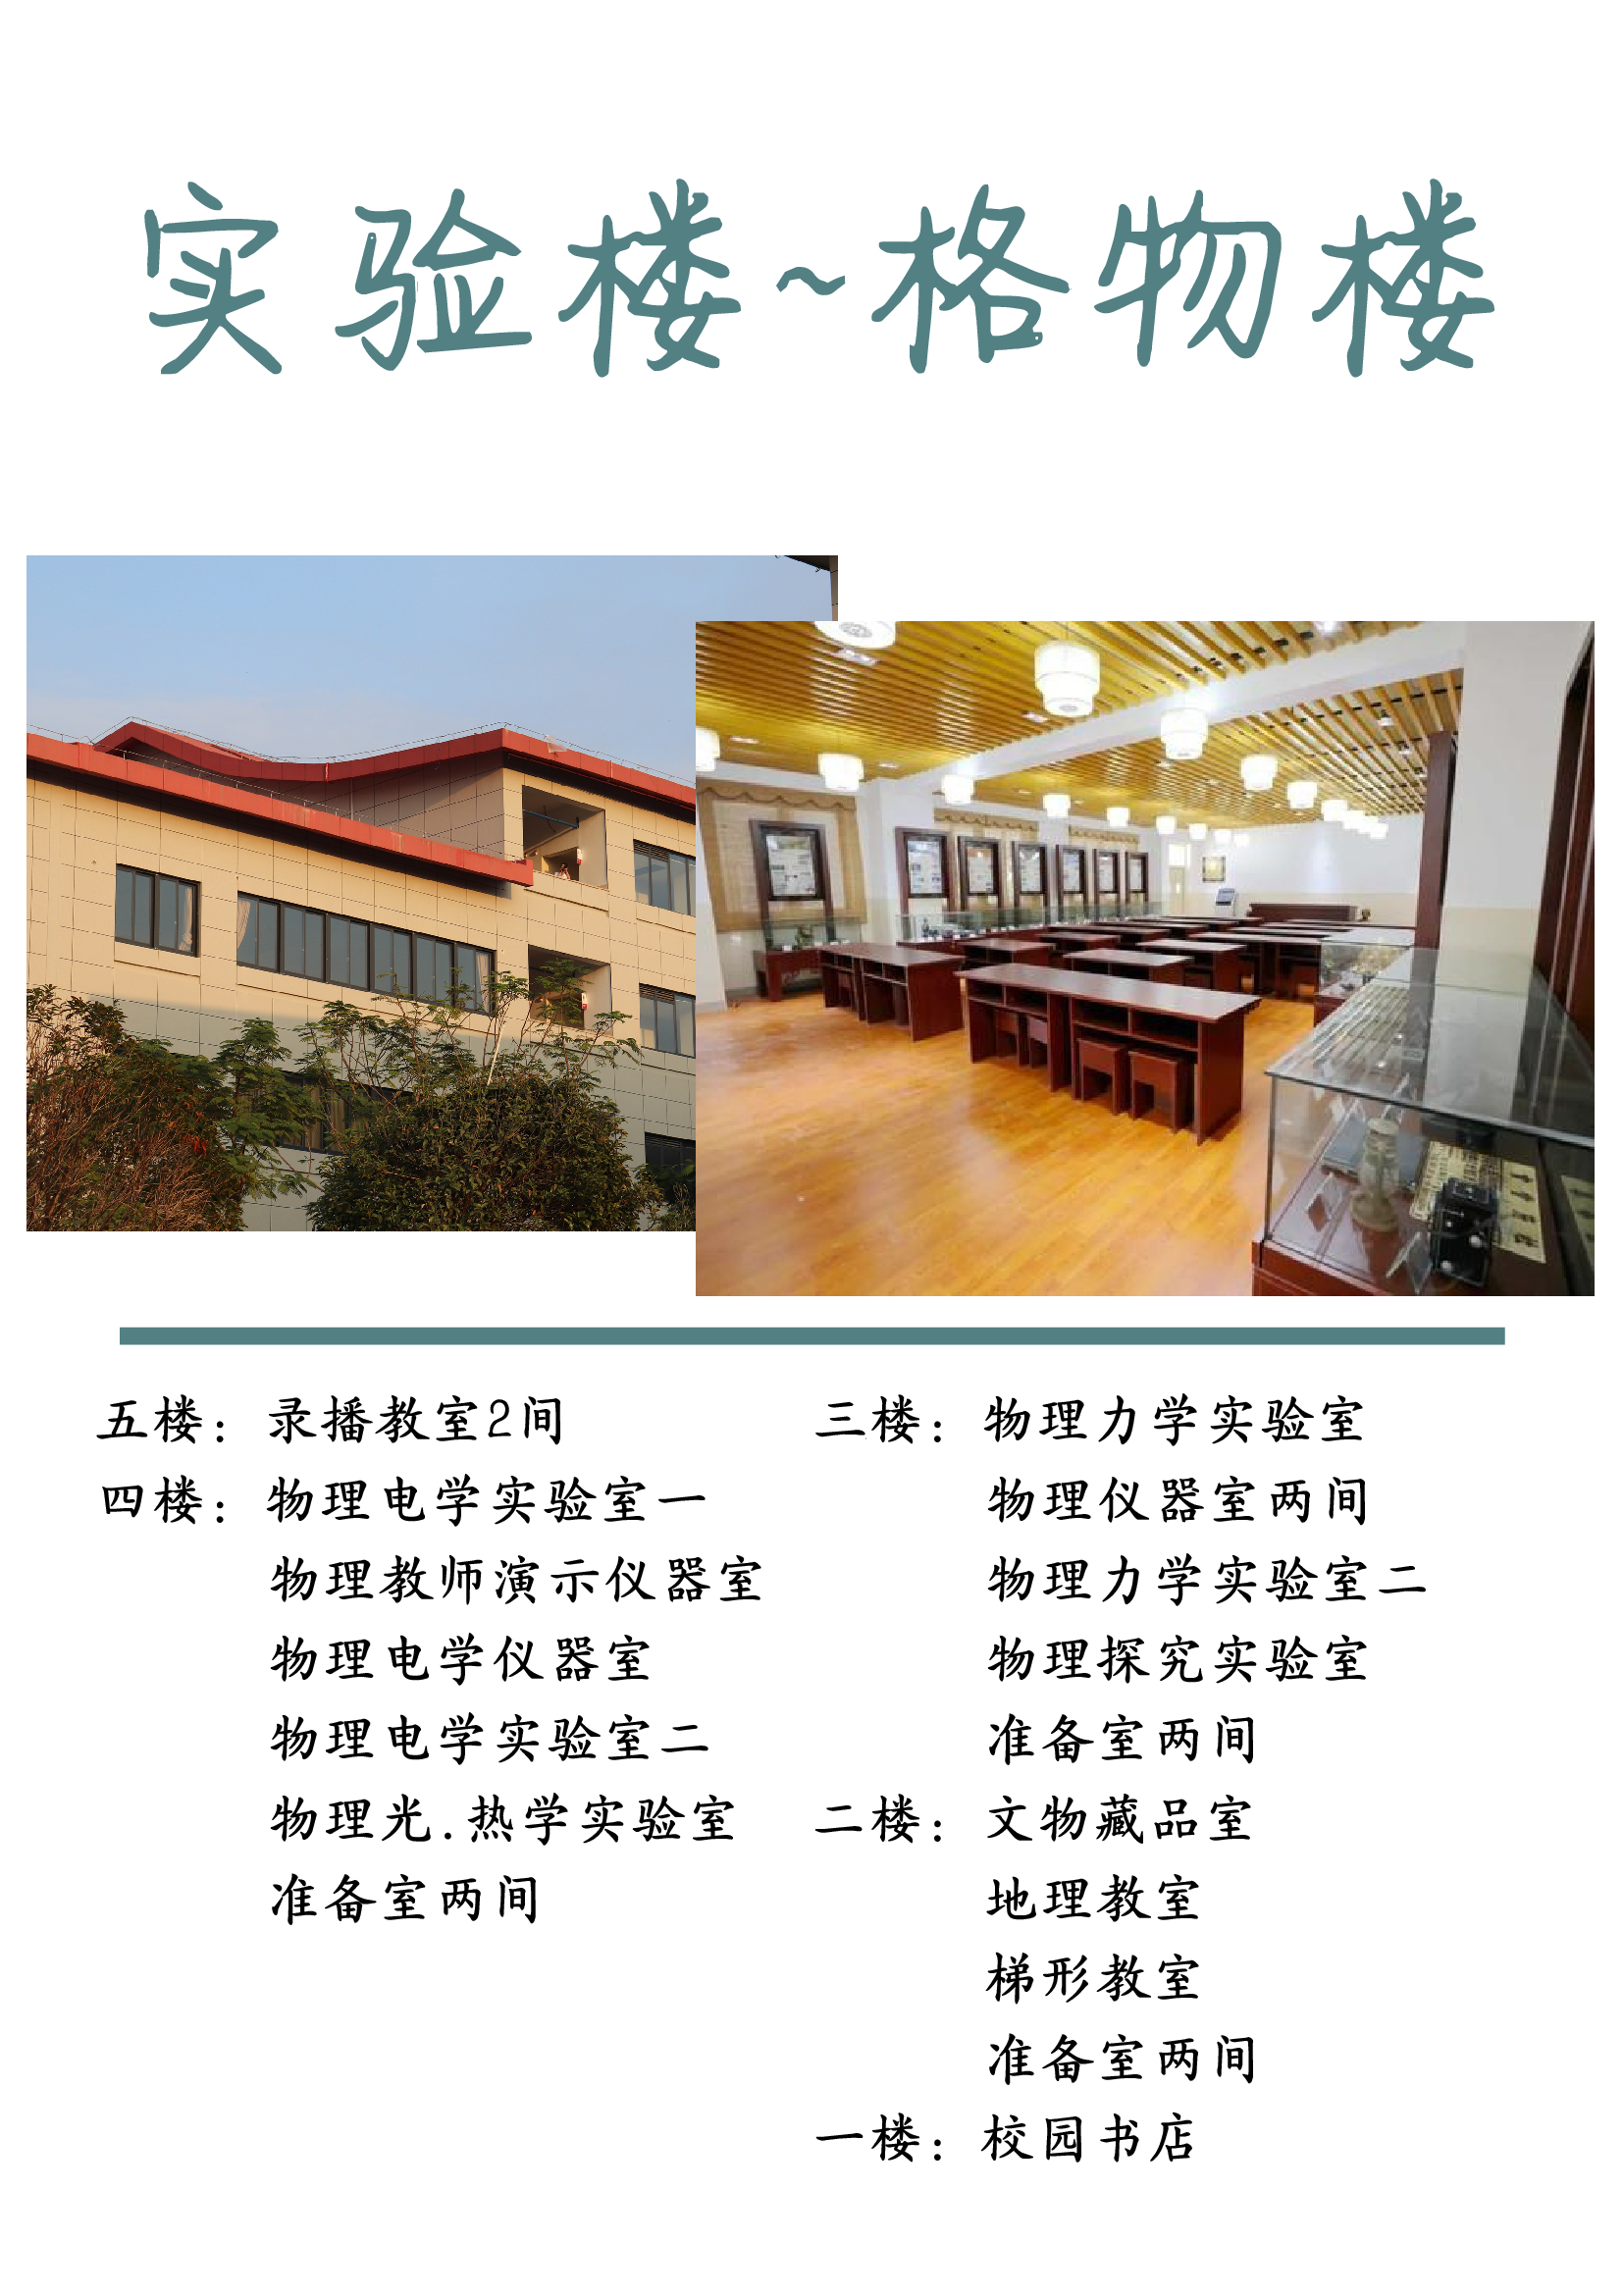 实验楼~格物楼
五楼：录播教室2间
四楼：物理电学实验室一
物理教师演示仪器室
物理电学仪器室
物理电学实验室二
物理光.热学实验室
准备室两间
三楼：物理力学实验室
物理仪器室两间
物理力学实验室二
物理探究实验室
准备室两间
二楼：文物藏品室
地理教室
梯形教室
准备室两间
一楼：校园书店